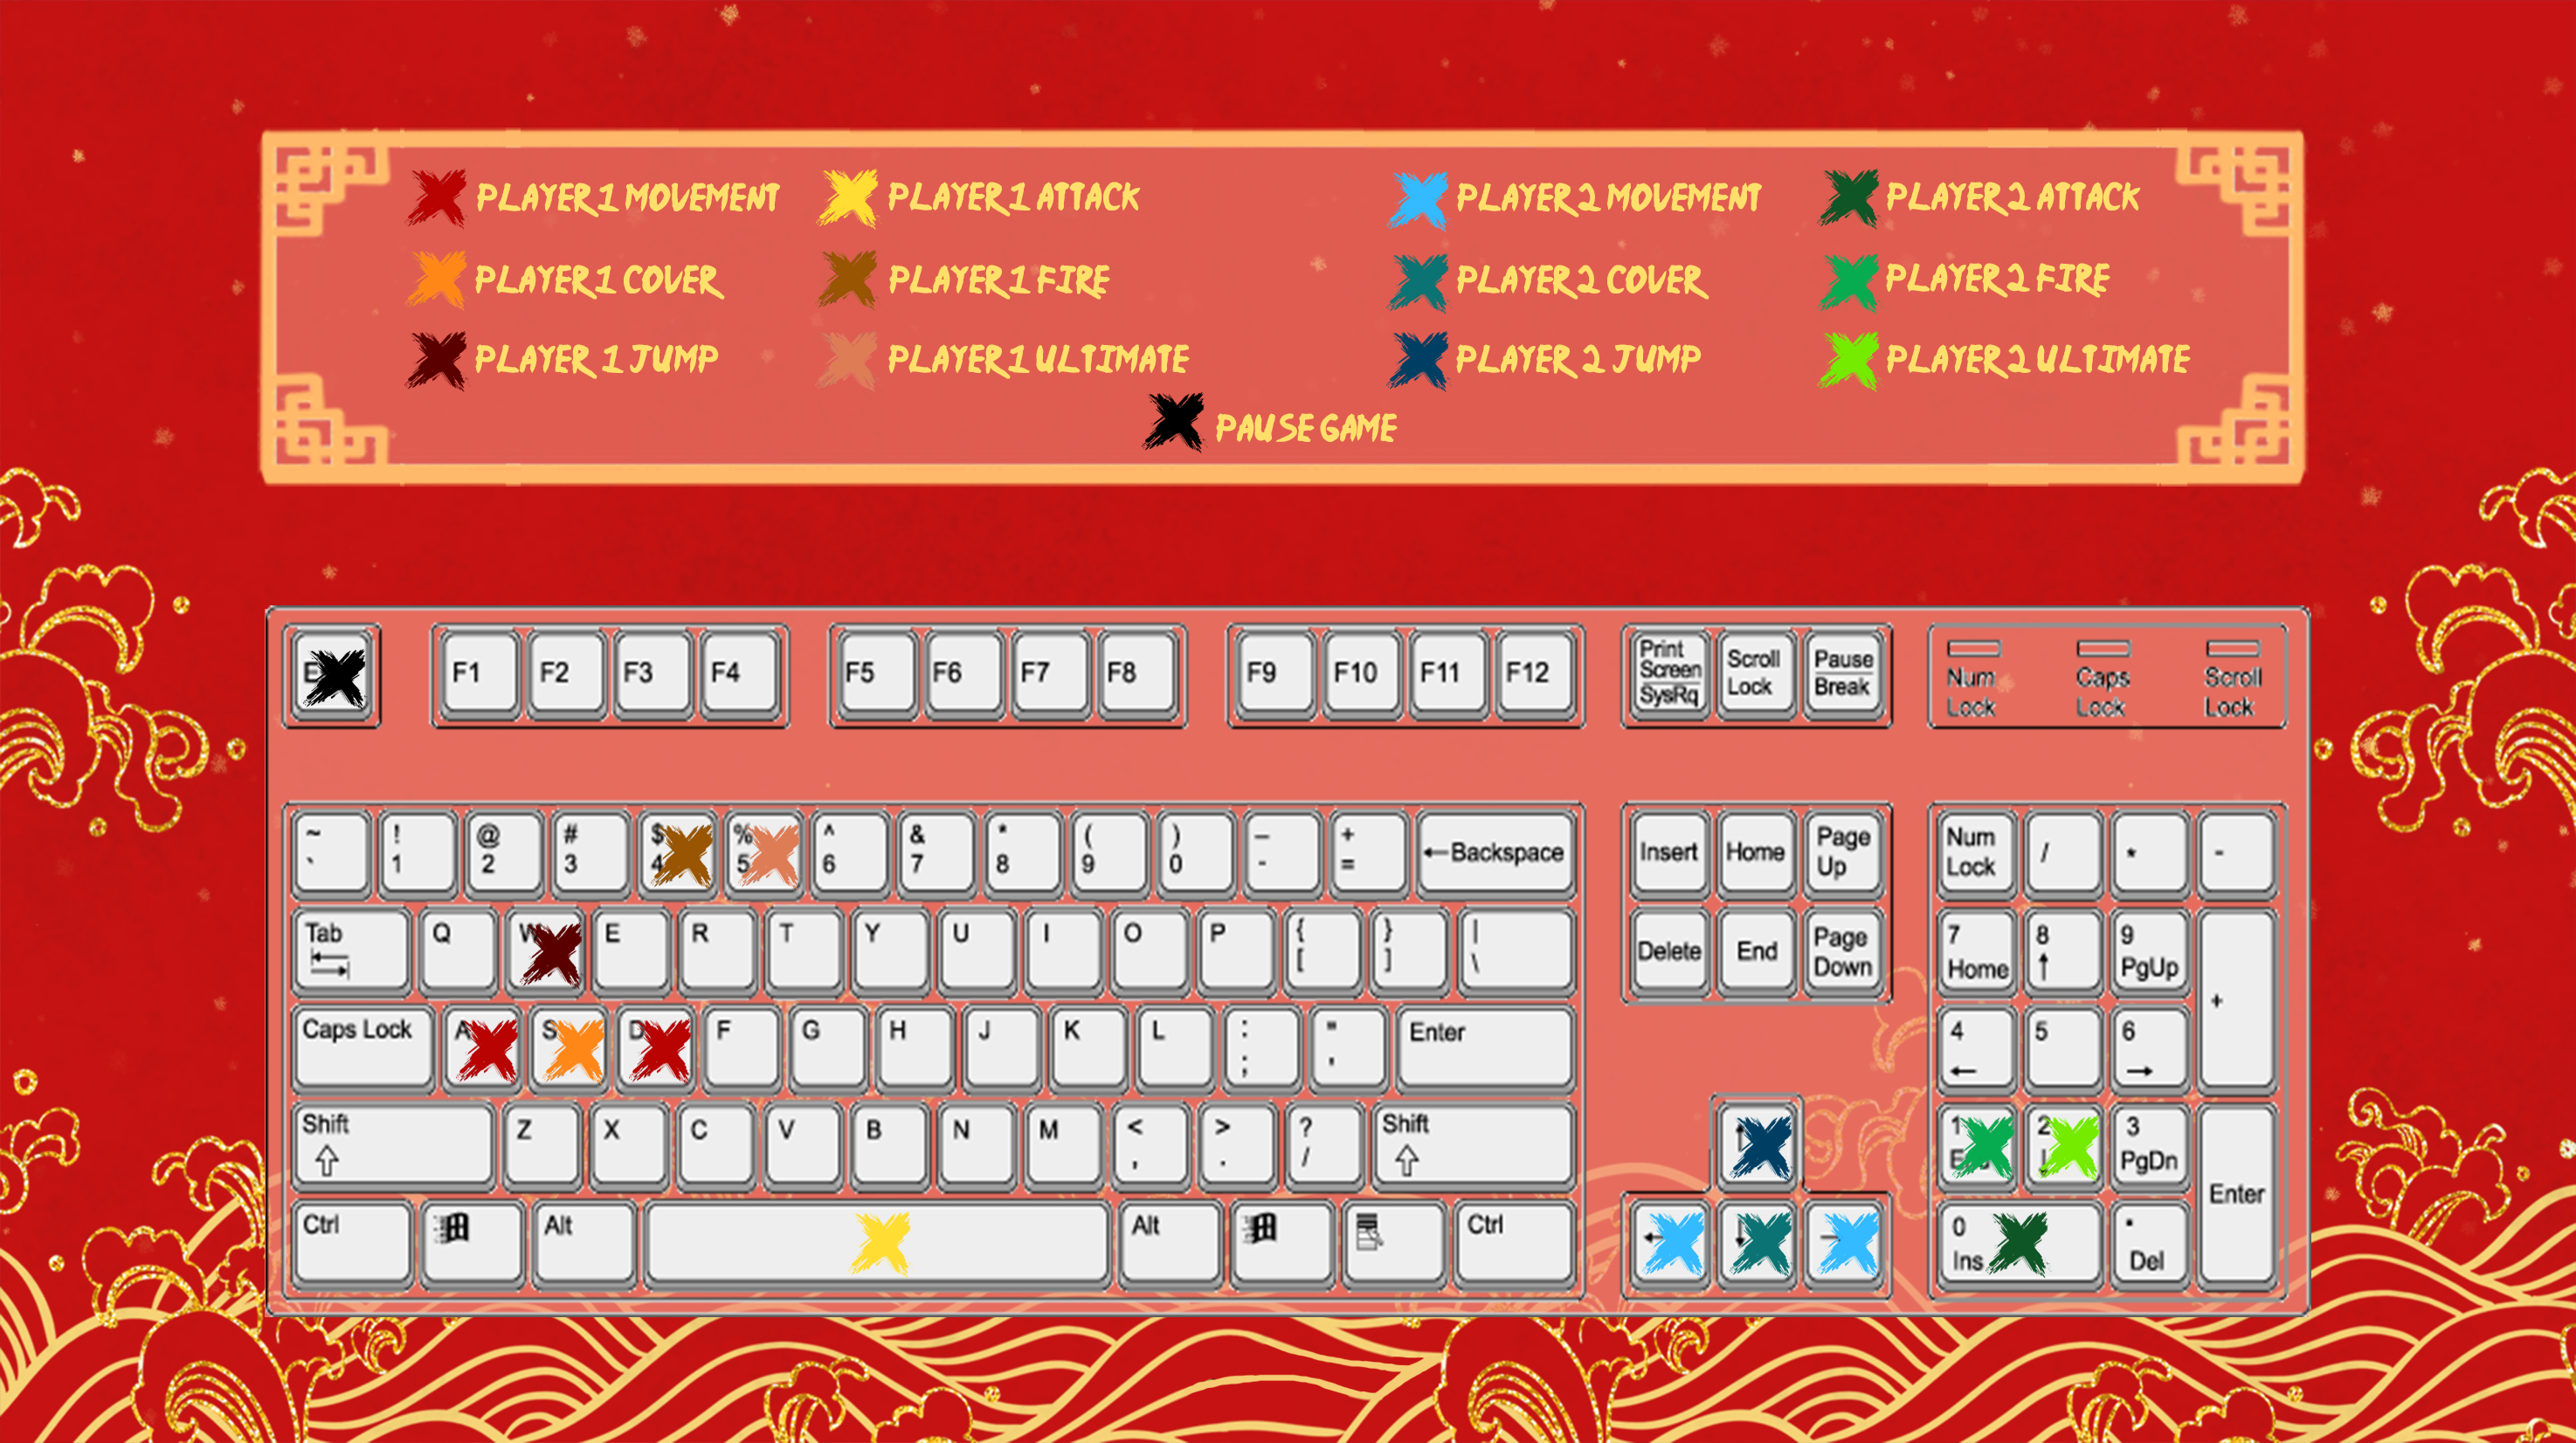 PLAYER 1 MOVEMENT PLAYER 1 ATTACK PLAYER 2 MOVEMENT PLAYER 2 ATTACK
PLAYER 1 COVER PLAYER 1 FIRE PLAYER 2 COVER PLAYER 2 FIRE
PLAYER 1 JUMP PLAYER 1 ULTIMATE PLAYER 2 JUMP PLAYER 2 ULTIMATE
PAUSE GAME
E F1 F2 F3 F4 F5 F6 F7 F8 F9 F10 F11 F12
Print Screen SysRq
Scroll Lock
Pause Break
Num Lock
Caps Lock
Scroll Lock
~ ! @ # $ % ^ & * ( ) _ +
` 1 2 3 4 5 6 7 8 9 0 - = ←Backspace
Insert Home Page Up
Num Lock / * -
Tab Q W E R T Y U I O P { } |
[ ] \
Delete End Page Down
7 8 9
Home ↑ PgUp +
Caps Lock A S D F G H J K L : " Enter
; '
4 5 6
← →
Shift Z X C V B N M < > ? Shift
⇧ , . / ⇧
1 2 3
PgDn
Enter
Ctrl Alt Alt Ctrl
0 .
Ins Del